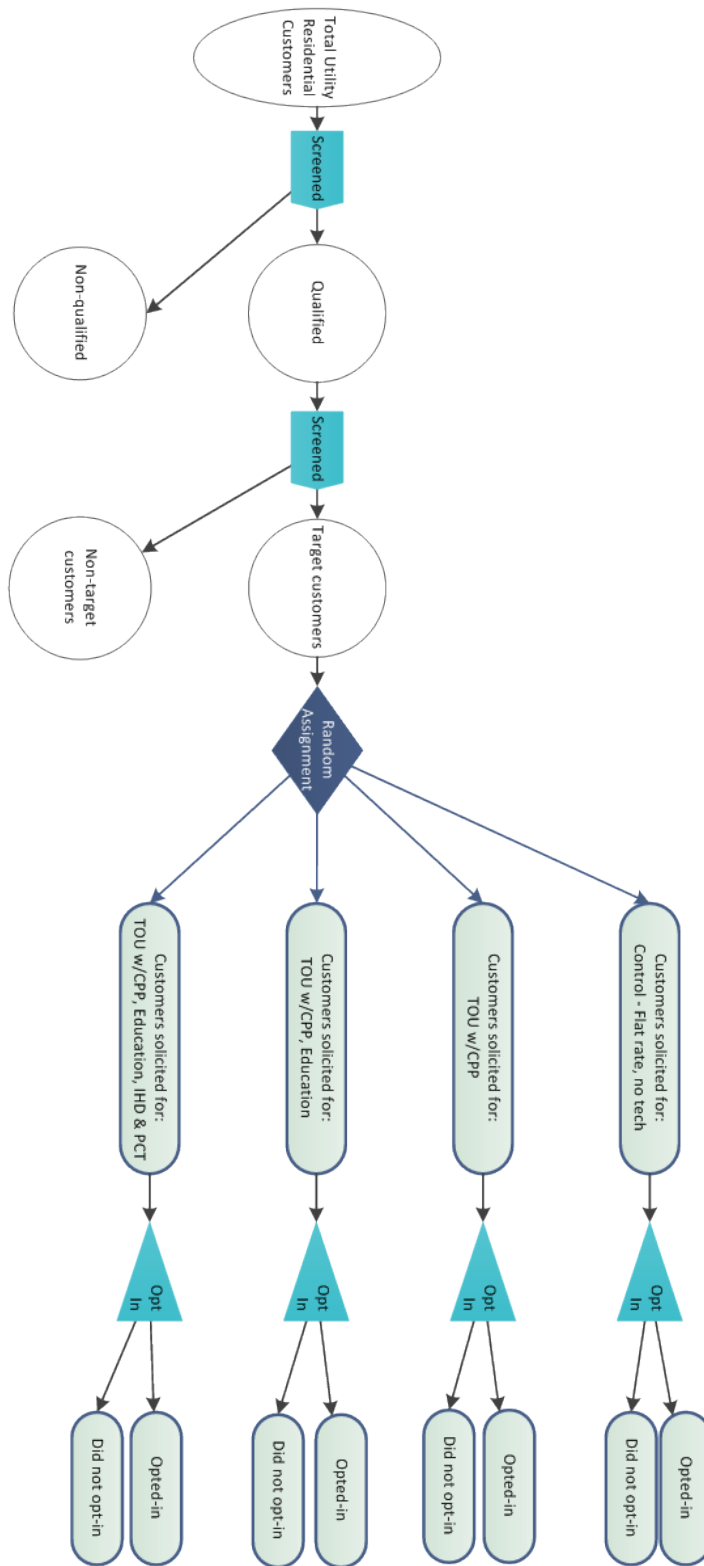 Total Utility
Residential
Customers
Screened
Qualified
Non-qualified
Screened
Target customers
Non-target
customers
Random
Assignment
Customers solicited for:
Control - Flat rate, no tech
Opt
In
Opted-in
Did not opt-in
Customers solicited for:
TOU w/CPP
Opt
In
Opted-in
Did not opt-in
Customers solicited for:
TOU w/CPP, Education
Opt
In
Opted-in
Did not opt-in
Customers solicited for:
TOU w/CPP, Education, IHD & PCT
Opt
In
Opted-in
Did not opt-in